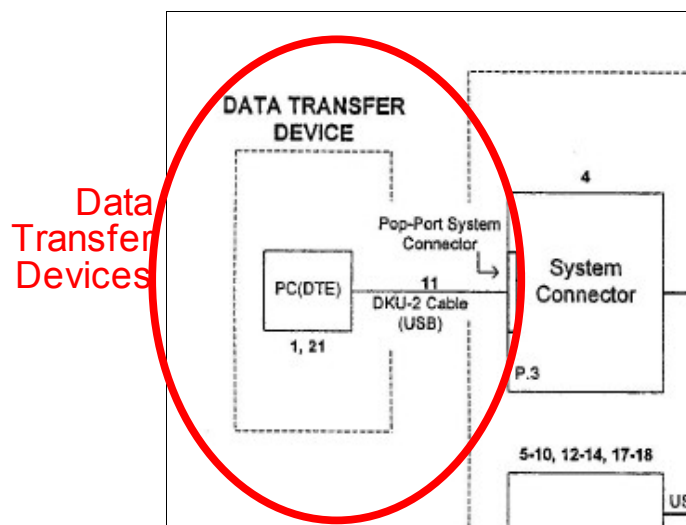 DATA TRANSFER
DEVICE
Data
Transfer
Devices
4
Pop-Port System
Connector
PC(DTE)
11
DKU-2 Cable
(USB)
System
Connector
1, 21
P.3
5-10, 12-14, 17-18